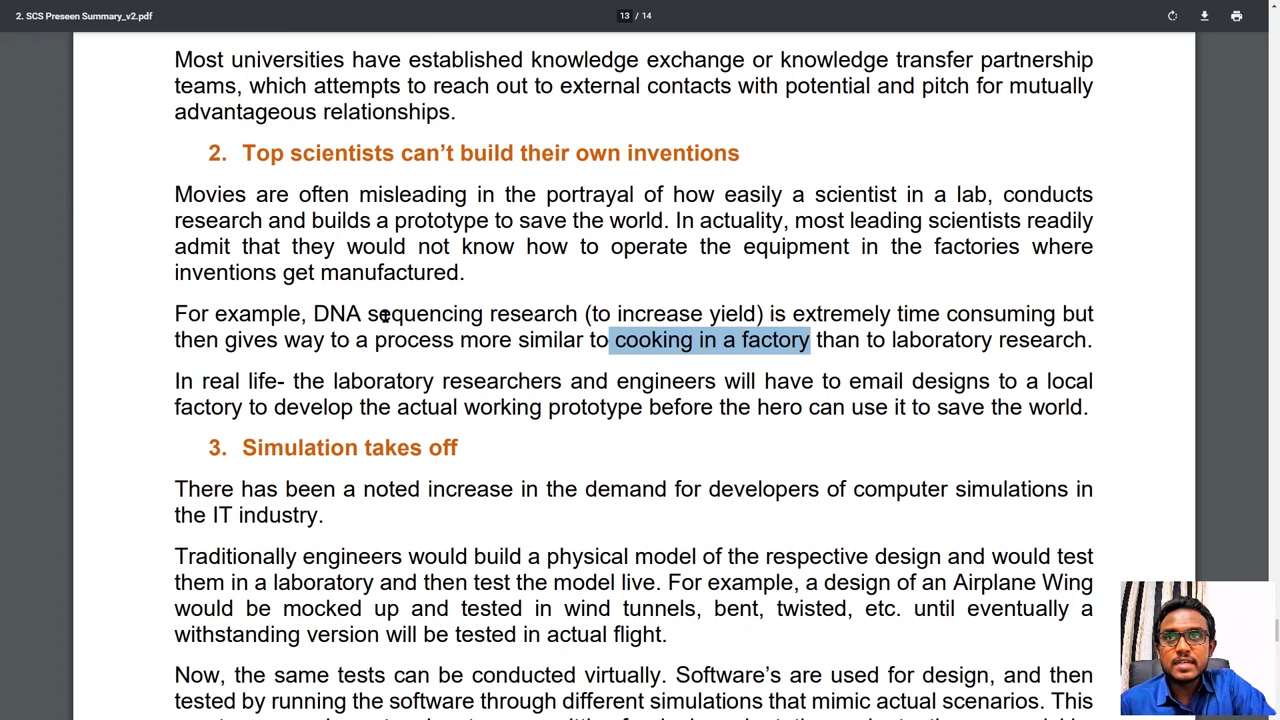 2. SCS Preseen Summary_v2.pdf
13 / 14
Most universities have established knowledge exchange or knowledge transfer partnership
teams, which attempts to reach out to external contacts with potential and pitch for mutually
advantageous relationships.
2. Top scientists can’t build their own inventions
Movies are often misleading in the portrayal of how easily a scientist in a lab, conducts
research and builds a prototype to save the world. In actuality, most leading scientists readily
admit that they would not know how to operate the equipment in the factories where
inventions get manufactured.
For example, DNA sequencing research (to increase yield) is extremely time consuming but
then gives way to a process more similar to cooking in a factory than to laboratory research.
In real life- the laboratory researchers and engineers will have to email designs to a local
factory to develop the actual working prototype before the hero can use it to save the world.
3. Simulation takes off
There has been a noted increase in the demand for developers of computer simulations in
the IT industry.
Traditionally engineers would build a physical model of the respective design and would test
them in a laboratory and then test the model live. For example, a design of an Airplane Wing
would be mocked up and tested in wind tunnels, bent, twisted, etc. until eventually a
withstanding version will be tested in actual flight.
Now, the same tests can be conducted virtually. Software’s are used for design, and then
tested by running the software through different simulations that mimic actual scenarios. This